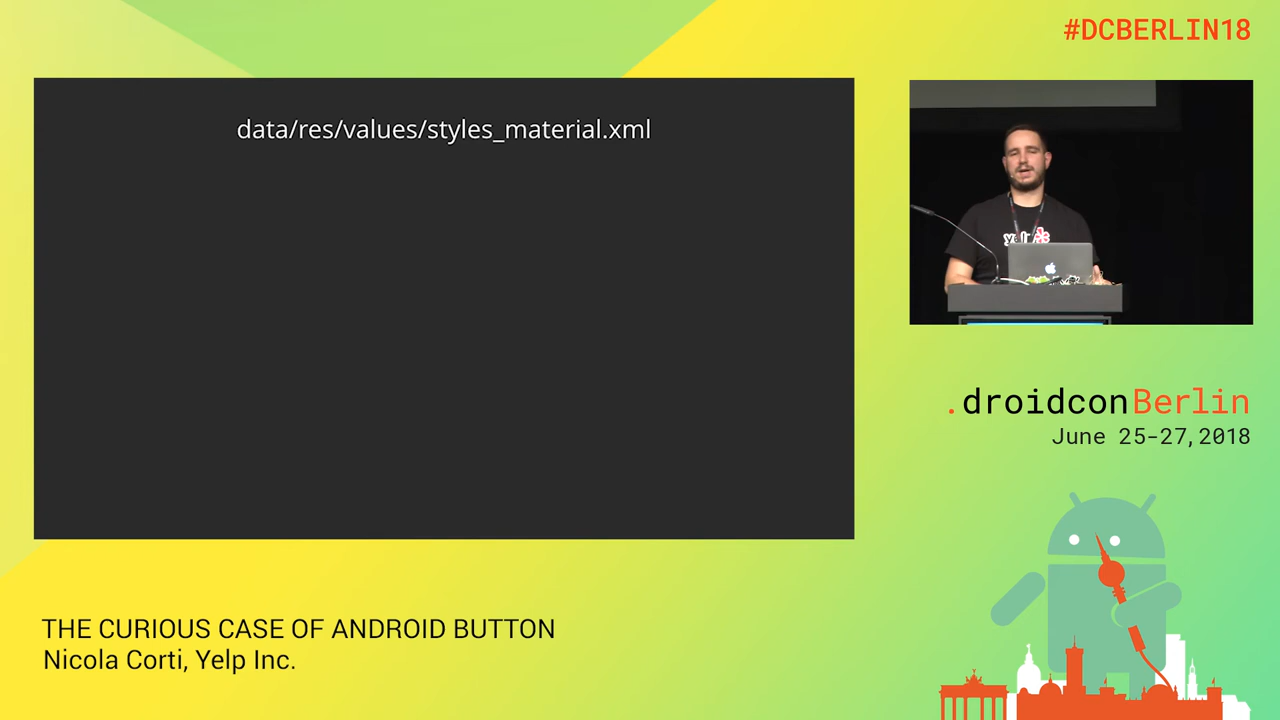 #DCBERLIN18
data/res/values/styles_material.xml
yelp
.droidconBerlin
June 25-27,2018
THE CURIOUS CASE OF ANDROID BUTTON
Nicola Corti, Yelp Inc.